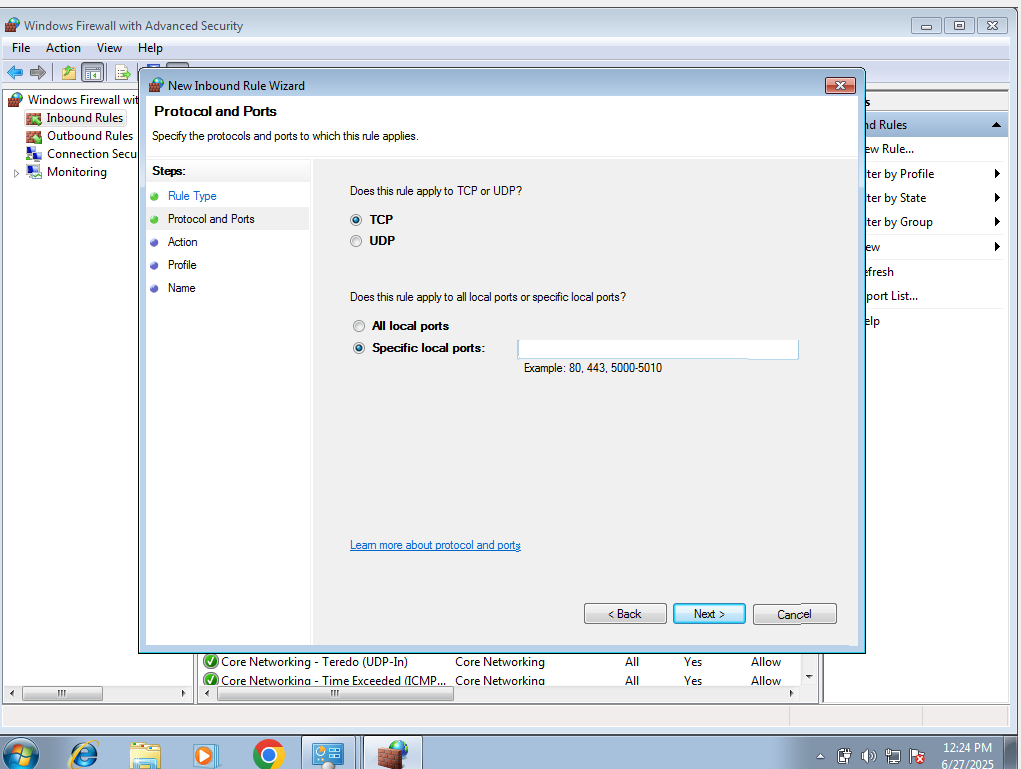 Windows Firewall with Advanced Security
File Action View Help
Windows Firewall wit
Inbound Rules
Outbound Rules
Connection Secu
Monitoring
New Inbound Rule Wizard
Protocol and Ports
Specify the protocols and ports to which this rule applies.
Steps:
Rule Type
Protocol and Ports
Action
Profile
Name
Does this rule apply to TCP or UDP?
TCP
UDP
Does this rule apply to all local ports or specific local ports?
All local ports
Specific local ports:
Example: 80, 443, 5000-5010
Learn more about protocol and ports
< Back Next > Cancel
s
nd Rules
ew Rule...
ter by Profile
ter by State
ter by Group
ew
efresh
port List...
elp
Core Networking - Teredo (UDP-In) Core Networking All Yes Allow
Core Networking - Time Exceeded (ICMP... Core Networking All Yes Allow
12:24 PM
6/27/2025